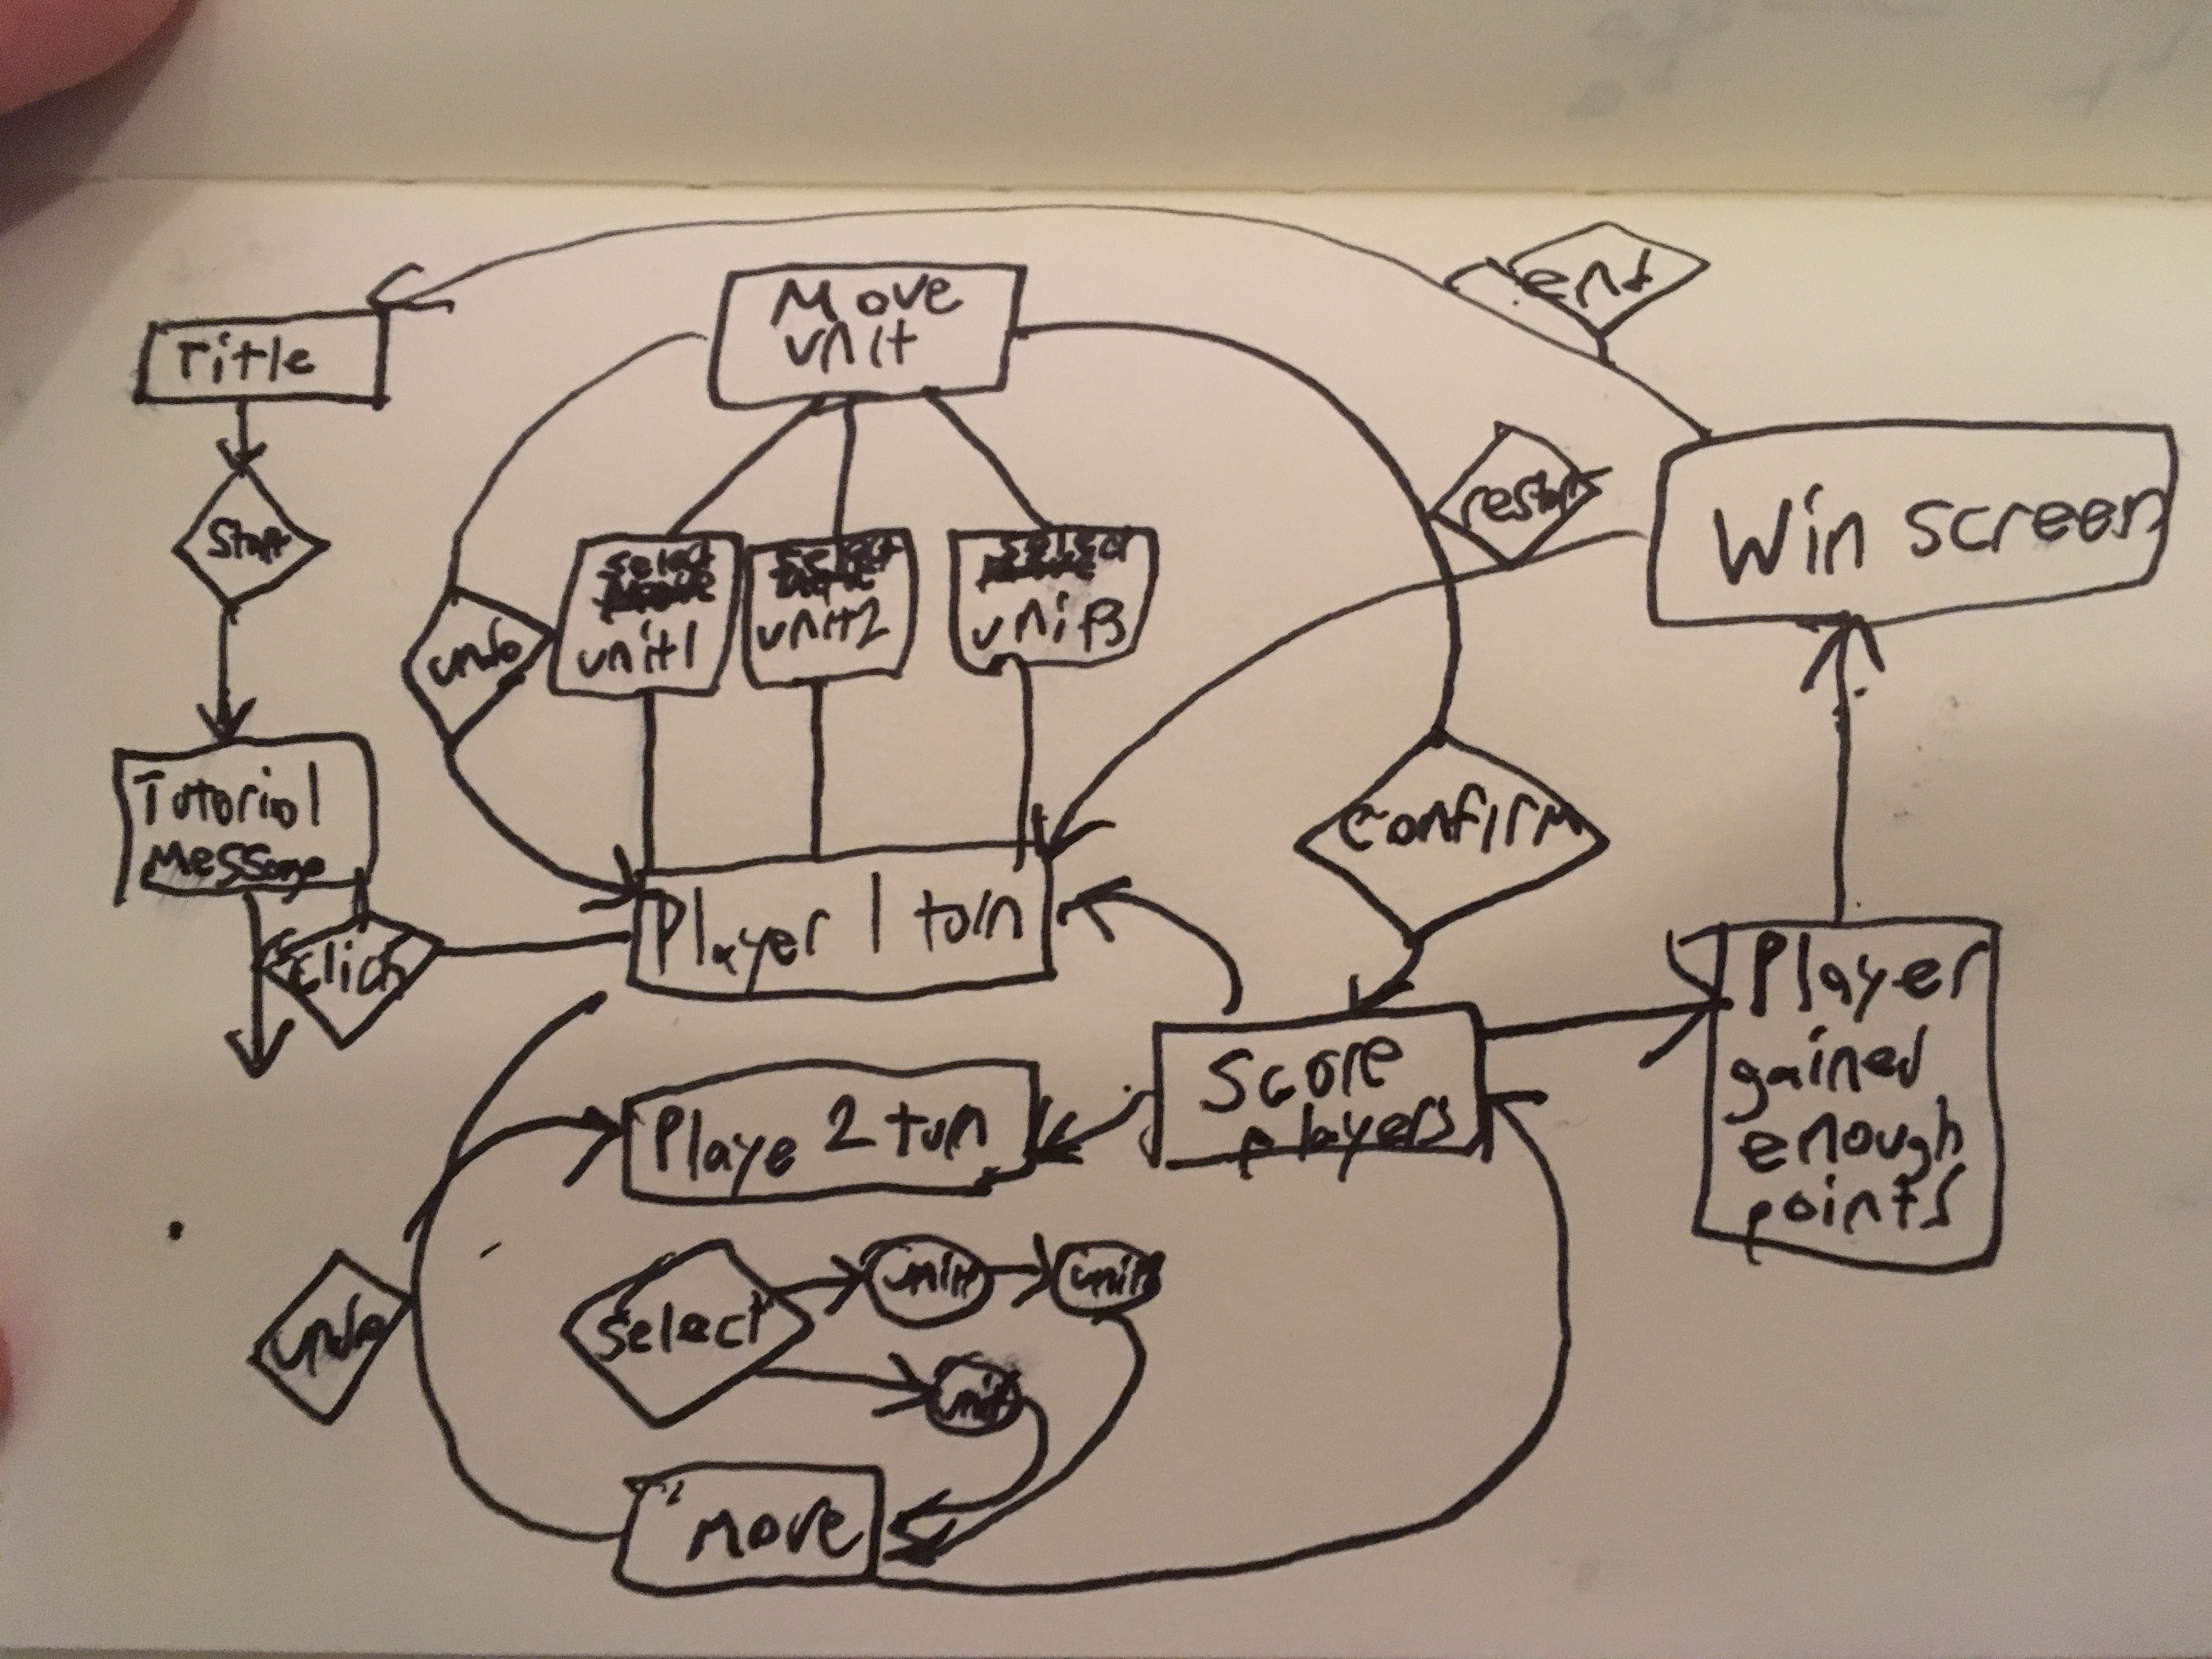 end
Move
unit
Title
restart
Win screen
Start
select
unit1
select
unit2
select
unit3
undo
Tutorial
Message
confirm
Click
Player 1 turn
Player
gained
enough
points
Score
players
Playe 2 turn
select
unit
unit
unit
undo
move